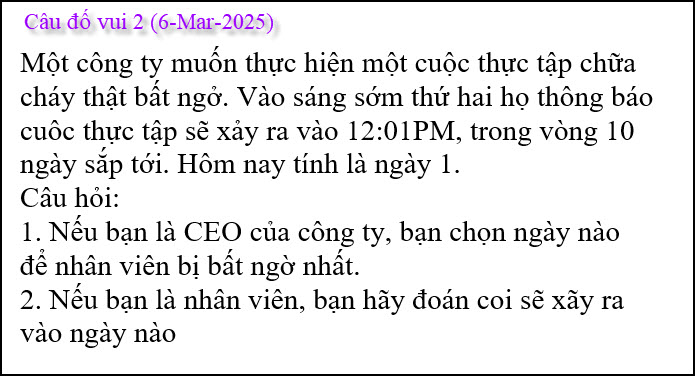 Câu đố vui 2 (6-Mar-2025)
Một công ty muốn thực hiện một cuộc thực tập chữa
cháy thật bất ngở. Vào sáng sớm thứ hai họ thông báo
cuôc thực tập sẽ xảy ra vào 12:01PM, trong vòng 10
ngày sắp tới. Hôm nay tính là ngày 1.
Câu hỏi:
1. Nếu bạn là CEO của công ty, bạn chọn ngày nào
để nhân viên bị bất ngờ nhất.
2. Nếu bạn là nhân viên, bạn hãy đoán coi sẽ xãy ra
vào ngày nào